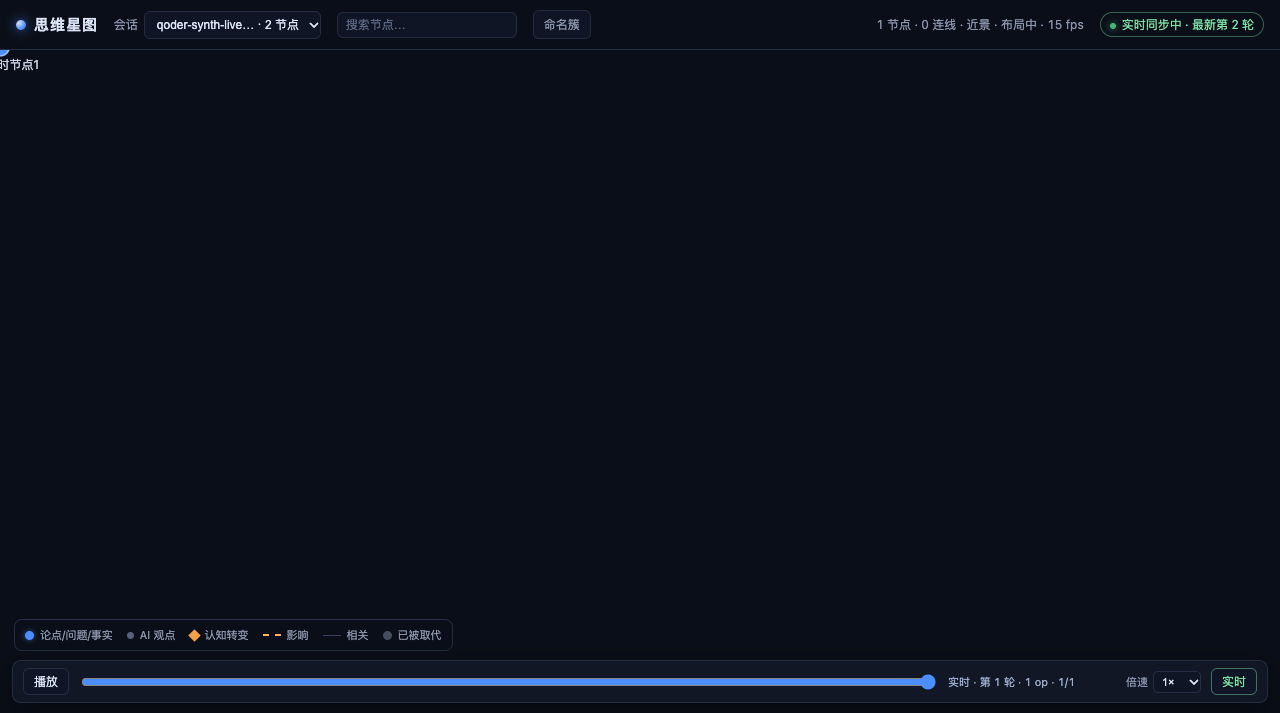 思维星图 会话 qoder-synth-live... · 2 节点 搜索节点... 命名簇 1 节点 · 0 连线 · 近景 · 布局中 · 15 fps 实时同步中 · 最新第 2 轮
时节点1
论点/问题/事实 AI 观点 认知转变 影响 相关 已被取代
播放 实时 · 第 1 轮 · 1 op · 1/1 倍速 1× 实时